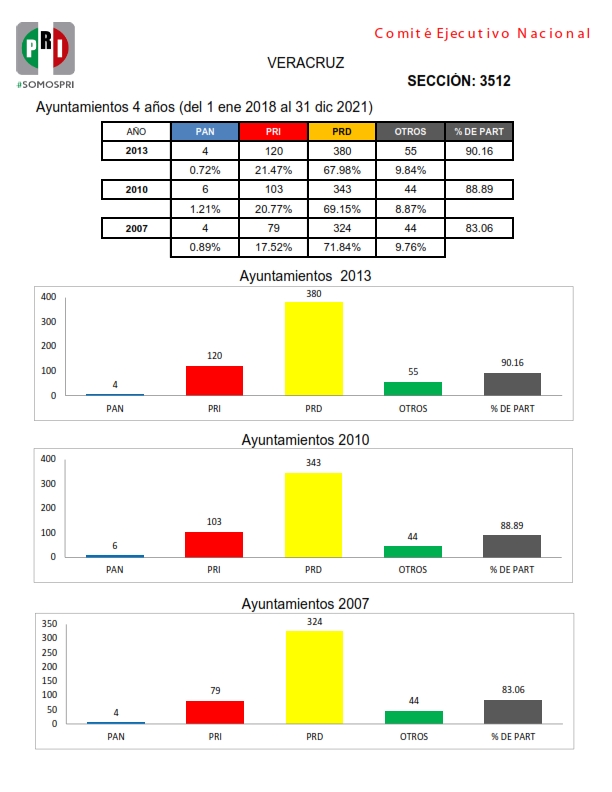 Comité Ejecutivo Nacional
PRI
#SOMOSPRI
VERACRUZ
SECCIÓN: 3512
Ayuntamientos 4 años (del 1 ene 2018 al 31 dic 2021)
AÑO PAN PRI PRD OTROS % DE PART
2013 4 120 380 55 90.16
0.72% 21.47% 67.98% 9.84%
2010 6 103 343 44 88.89
1.21% 20.77% 69.15% 8.87%
2007 4 79 324 44 83.06
0.89% 17.52% 71.84% 9.76%
Ayuntamientos 2013
400
300
200
100
0
4 120 380 55 90.16
PAN PRI PRD OTROS % DE PART
Ayuntamientos 2010
400
300
200
100
0
6 103 343 44 88.89
PAN PRI PRD OTROS % DE PART
Ayuntamientos 2007
350
300
250
200
150
100
50
0
4 79 324 44 83.06
PAN PRI PRD OTROS % DE PART